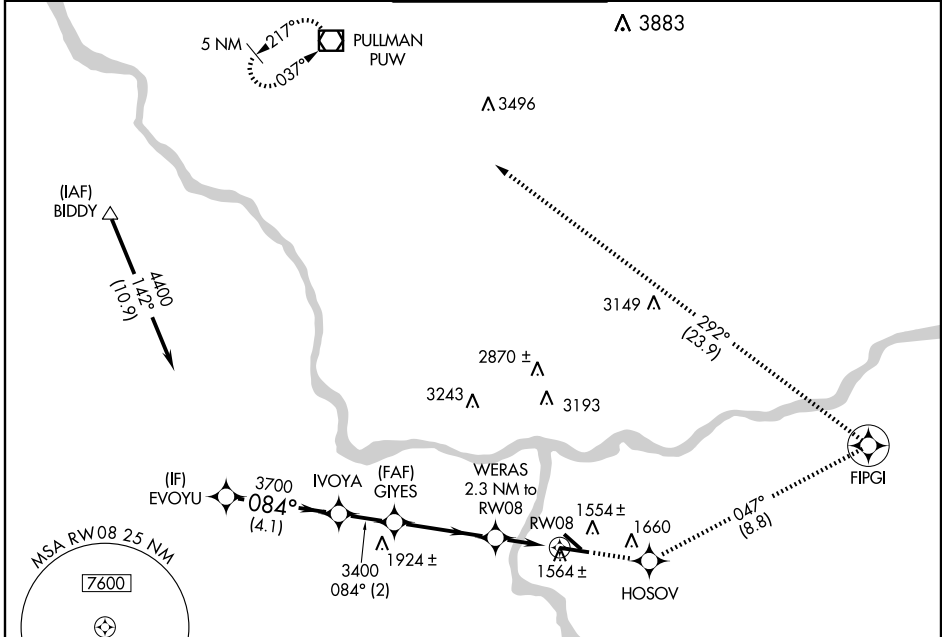 3883
5 NM
217°
037°
PULLMAN
PUW
3496
(IAF)
BIDDY
4400
142°
(10.9)
3149
292°
(23.9)
2870 ±
3243
3193
FIPGI
(IF)
EVOYU
3700
084°
(4.1)
IVOYA
(FAF)
GIYES
WERAS
2.3 NM to
RW08
RW08
1554 ±
1660
047°
(8.8)
1924 ±
3400
084° (2)
1564 ±
HOSOV
MSA RW08 25 NM
7600